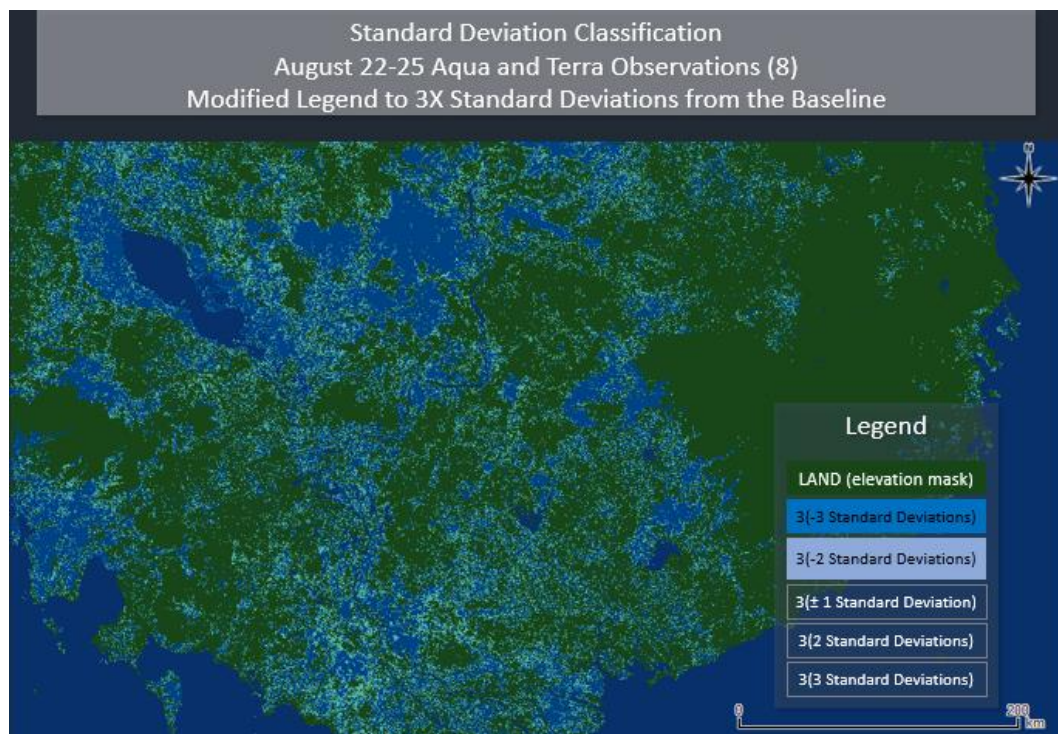 Standard Deviation Classification
August 22-25 Aqua and Terra Observations (8)
Modified Legend to 3X Standard Deviations from the Baseline
Legend
LAND (elevation mask)
3(-3 Standard Deviations)
3(-2 Standard Deviations)
3(± 1 Standard Deviation)
3(2 Standard Deviations)
3(3 Standard Deviations)
0
200
km